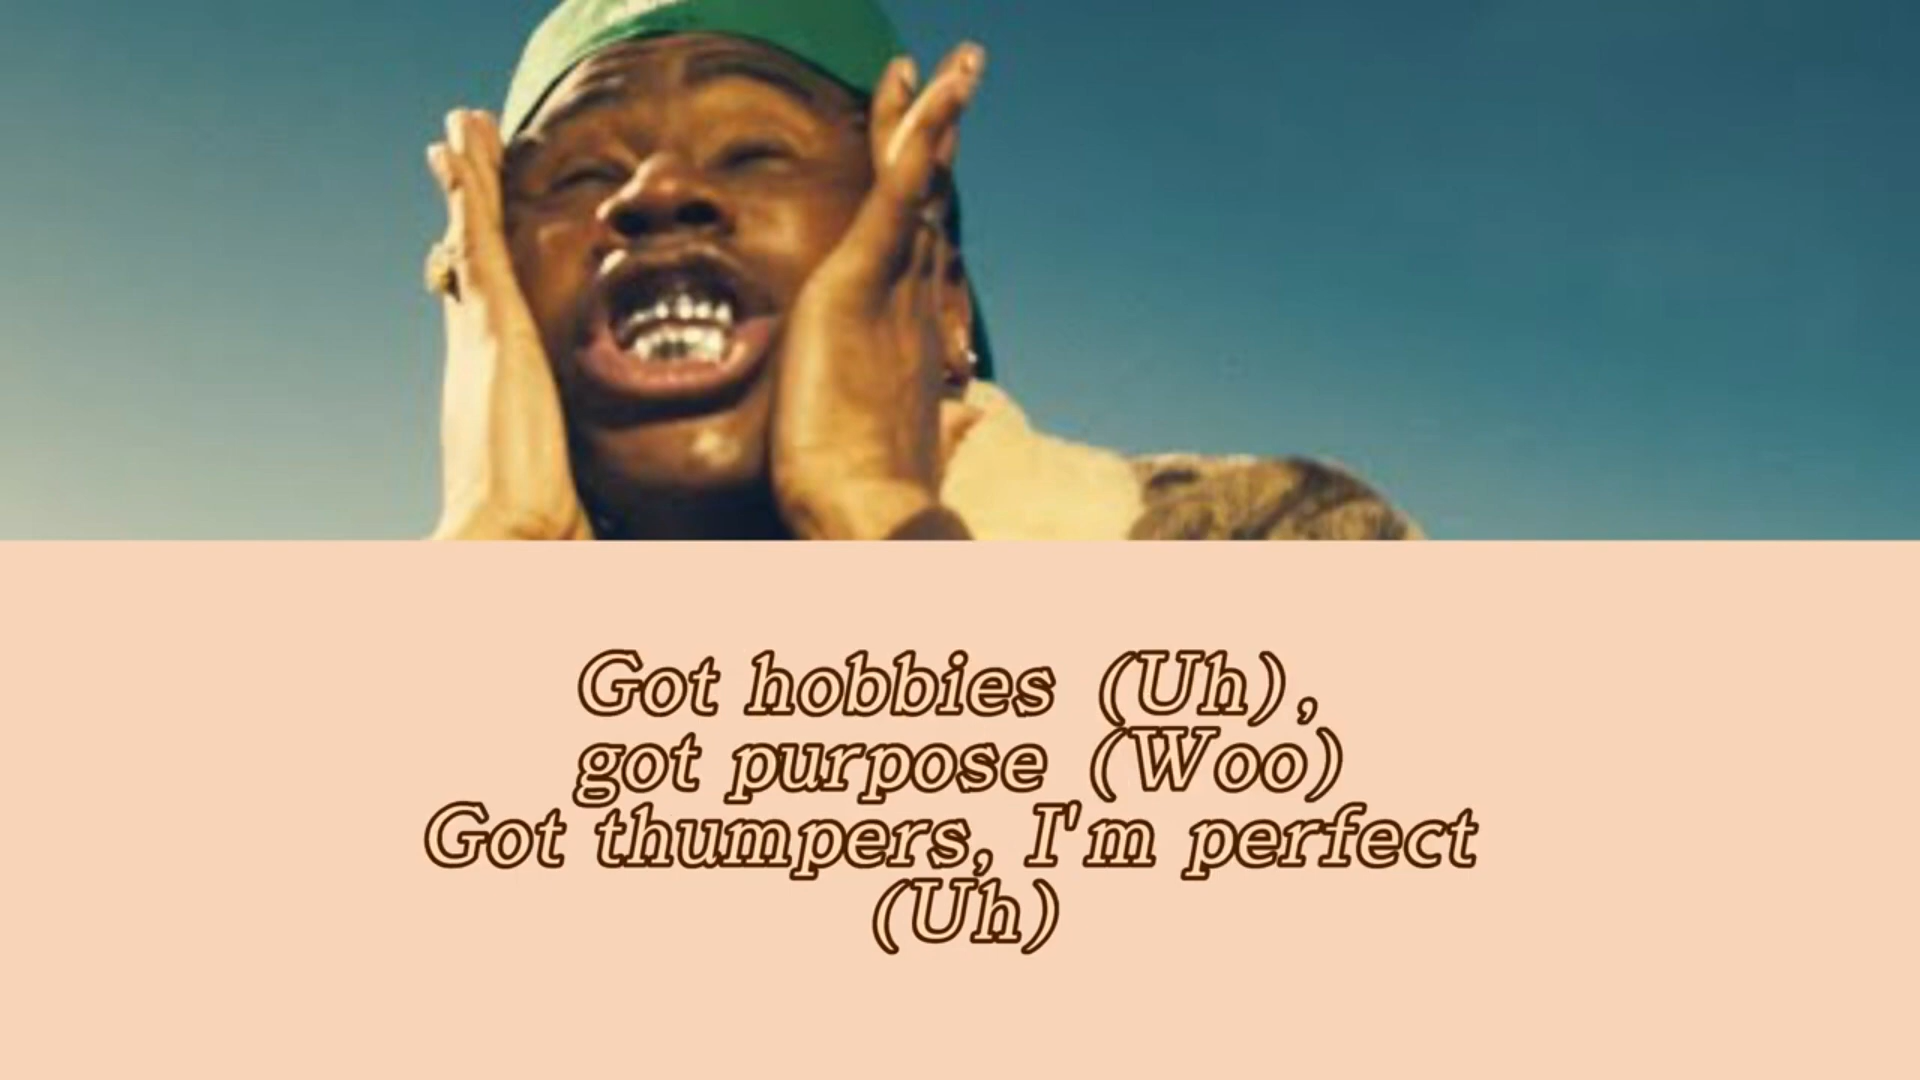 Got hobbies (Uh),
got purpose (Woo)
Got thumpers, I'm perfect
(Uh)